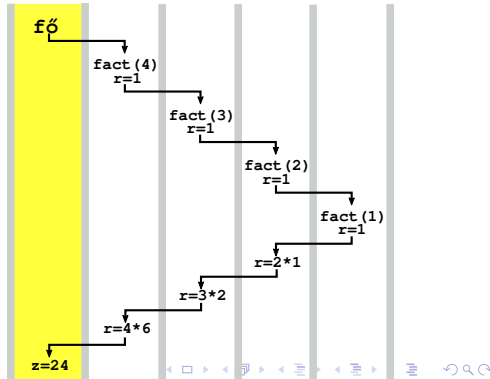 fő
fact(4)
r=1
fact(3)
r=1
fact(2)
r=1
fact(1)
r=1
r=2*1
r=3*2
r=4*6
z=24